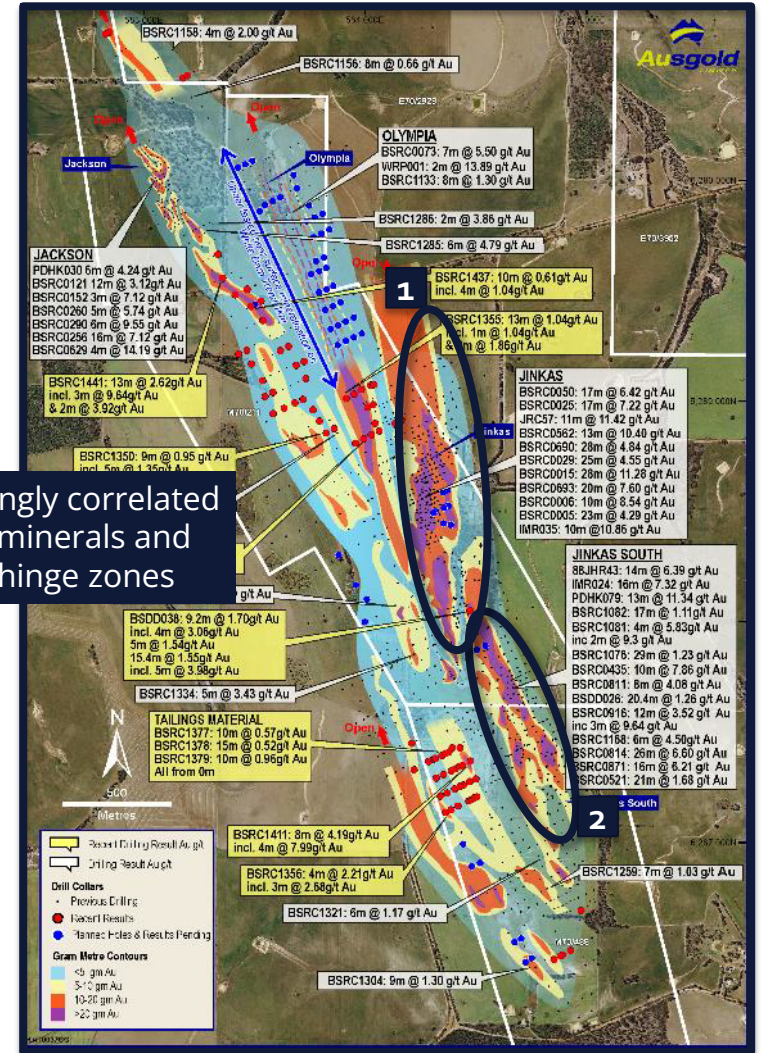 Ausgold
LIMITED
BSRC1158: 4m @ 2.00 g/t Au
BSRC1156: 8m @ 0.66 g/t Au
Open
Open
E70/2928
OLYMPIA
BSRC0073: 7m @ 5.50 g/t Au
WRP001: 2m @ 13.89 g/t Au
BSRC1133: 8m @ 1.30 g/t Au
Jackson
Olympia
BSRC1286: 2m @ 3.86 g/t Au
BSRC1285: 6m @ 4.79 g/t Au
JACKSON
PDHK030 6m @ 4.24 g/t Au
BSRC0121 12m @ 3.12g/t Au
BSRC0152 3m @ 7.12 g/t Au
BSRC0260 5m @ 5.74 g/t Au
BSRC0290 6m @ 9.55 g/t Au
BSRC0256 16m @ 7.12 g/t Au
BSRC0629 4m @ 14.19 g/t Au
Open
1
BSRC1437: 10m @ 0.61g/t Au
incl. 4m @ 1.04g/t Au
BSRC1355: 13m @ 1.04g/t Au
incl. 1m @ 1.04g/t Au
@ 1.86g/t Au
BSRC1441: 13m @ 2.62g/t Au
incl. 3m @ 9.64g/t Au
& 2m @ 3.92g/t Au
JINKAS
BSRC0050: 17m @ 6.42 g/t Au
BSRC0025: 17m @ 7.22 g/t Au
JRC57: 11m @ 11.42 g/t Au
BSRC0562: 13m @ 10.40 g/t Au
BSRC0690: 28m @ 4.84 g/t Au
BSRC0029: 25m @ 4.55 g/t Au
BSRC0015: 28m @ 11.28 g/t Au
BSRC0693: 20m @ 7.60 g/t Au
BSRC0006: 10m @ 8.54 g/t Au
BSRC0005: 23m @ 4.29 g/t Au
IMR035: 10m @10.86 g/t Au
inkas
BSRC1350: 9m @ 0.95 g/t Au
incl. 5m @ 1.35g/t Au
ngly correlated
minerals and
hinge zones
g/t Au
JINKAS SOUTH
88JHR43: 14m @ 6.39 g/t Au
IMR024: 16m @ 7.32 g/t Au
PDHK079: 13m @ 11.34 g/t Au
BSRC1082: 17m @ 1.11g/t Au
BSRC1081: 4m @ 5.83g/t Au
inc 2m @ 9.3 g/t Au
BSRC1076: 29m @ 1.23 g/t Au
BSRC0435: 10m @ 7.86 g/t Au
BSRC0811: 8m @ 4.08 g/t Au
BSDD026: 20.4m @ 1.26 g/t Au
BSRC0916: 12m @ 3.52 g/t Au
inc 3m @ 9.64 g/t Au
BSRC1168: 6m @ 4.50g/t Au
BSRC0814: 26m @ 6.60 g/t Au
BSRC0871: 16m @ 6.21 g/t Au
BSRC0521: 21m @ 1.68 g/t Au
BSDD038: 9.2m @ 1.70g/t Au
incl. 4m @ 3.06g/t Au
5m @ 1.54g/t Au
15.4m @ 1.55g/t Au
incl. 5m @ 3.98g/t Au
BSRC1334: 5m @ 3.43 g/t Au
TAILINGS MATERIAL
BSRC1377: 10m @ 0.57g/t Au
BSRC1378: 15m @ 0.52g/t Au
BSRC1379: 10m @ 0.96g/t Au
All from 0m
Open
N
500
Metres
2
s South
BSRC1411: 8m @ 4.19g/t Au
incl. 4m @ 7.99g/t Au
BSRC1356: 4m @ 2.21g/t Au
incl. 3m @ 2.68g/t Au
BSRC1259: 7m @ 1.03 g/t Au
BSRC1321: 6m @ 1.17 g/t Au
BSRC1304: 9m @ 1.30 g/t Au
Recent Drilling Result Au g/t
Drilling Result Au g/t
Drill Collars
Previous Drilling
Recent Results
Planned Holes & Results Pending
Gram Metre Contours
<5 gm Au
5-10 gm Au
10-20 gm Au
>20 gm Au